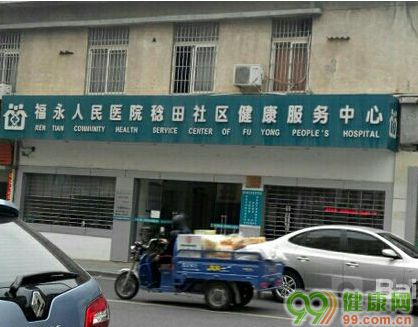 福永人民医院稔田社区健康服务中心
REN TIAN COMMUNITY HEALTH SERVICE CENTER OF FU YONG PEOPLE'S HOSPITAL
Bai
99健康网
99.com.cn